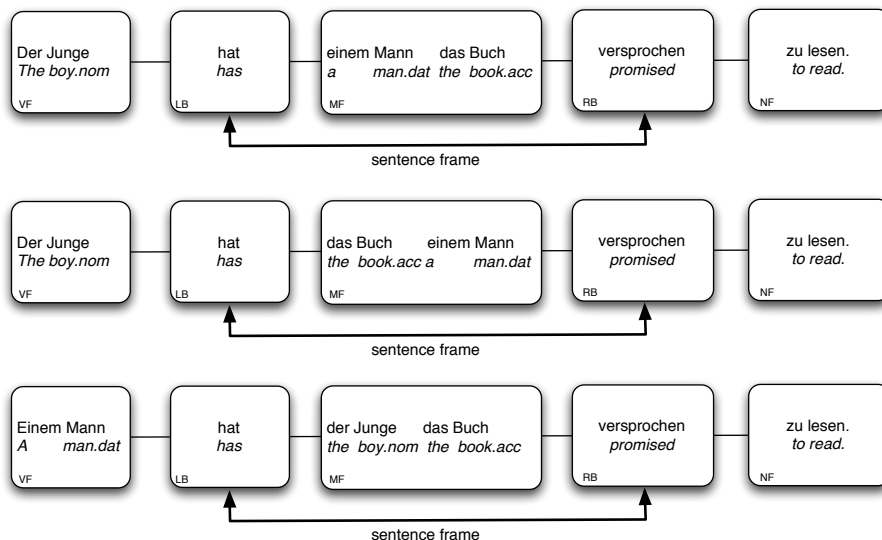 Der Junge hat einem Mann das Buch versprochen zu lesen.
The boy.nom has a man.dat the book.acc promised to read.
VF LB MF RB NF
sentence frame
Der Junge hat das Buch einem Mann versprochen zu lesen.
The boy.nom has the book.acc a man.dat promised to read.
VF LB MF RB NF
sentence frame
Einem Mann hat der Junge das Buch versprochen zu lesen.
A man.dat has the boy.nom the book.acc promised to read.
VF LB MF RB NF
sentence frame